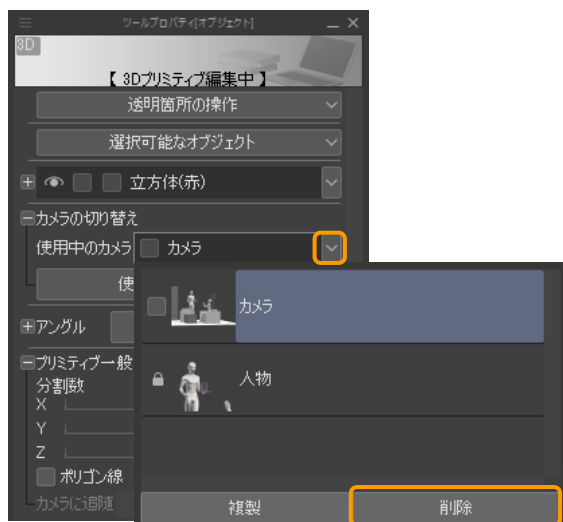 ツールプロパティ[オブジェクト]
3D
【 3Dプリミティブ編集中 】
透明箇所の操作
選択可能なオブジェクト
立方体(赤)
カメラの切り替え
使用中のカメラ カメラ
使
カメラ
アングル
プリミティブ一般
人物
分割数
X
Y
Z
ポリゴン線
カメラに追随
複製 削除